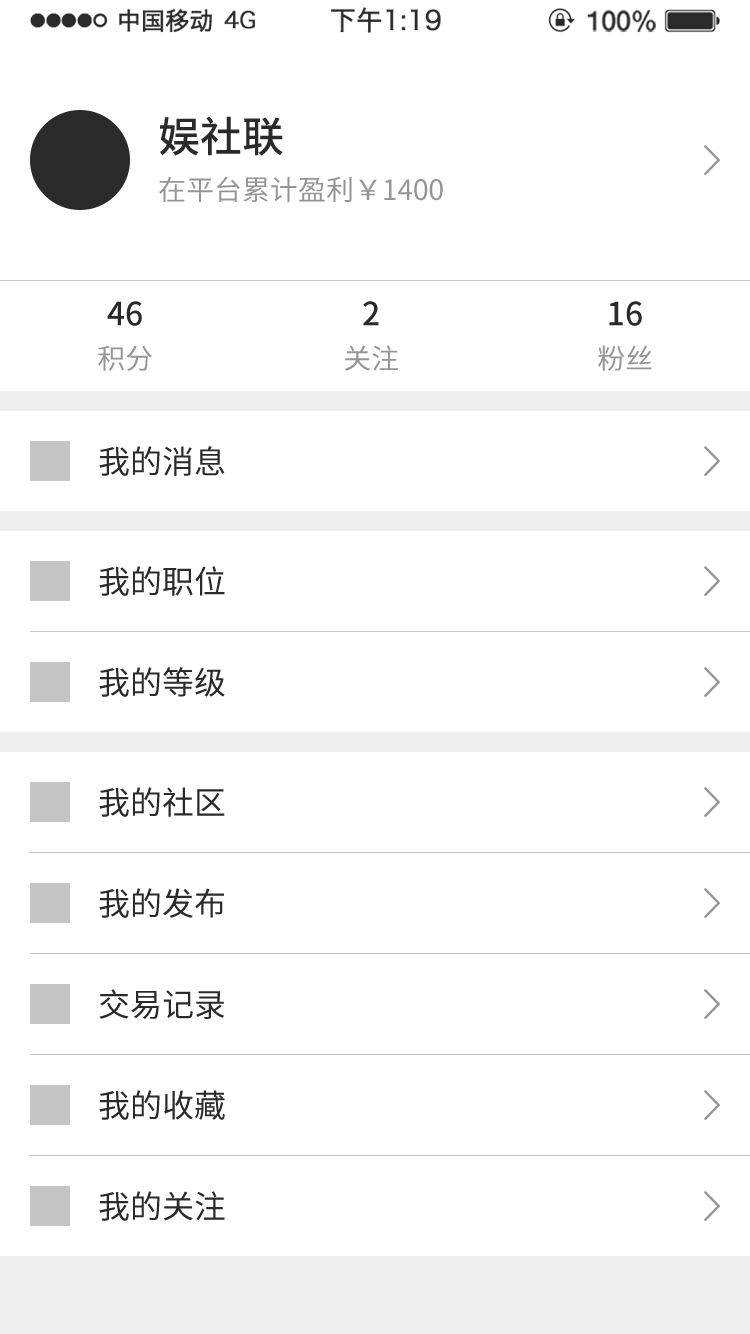 中国移动 4G 下午1:19 100%
娱社联
在平台累计盈利￥1400
46 2 16
积分 关注 粉丝
我的消息
我的职位
我的等级
我的社区
我的发布
交易记录
我的收藏
我的关注